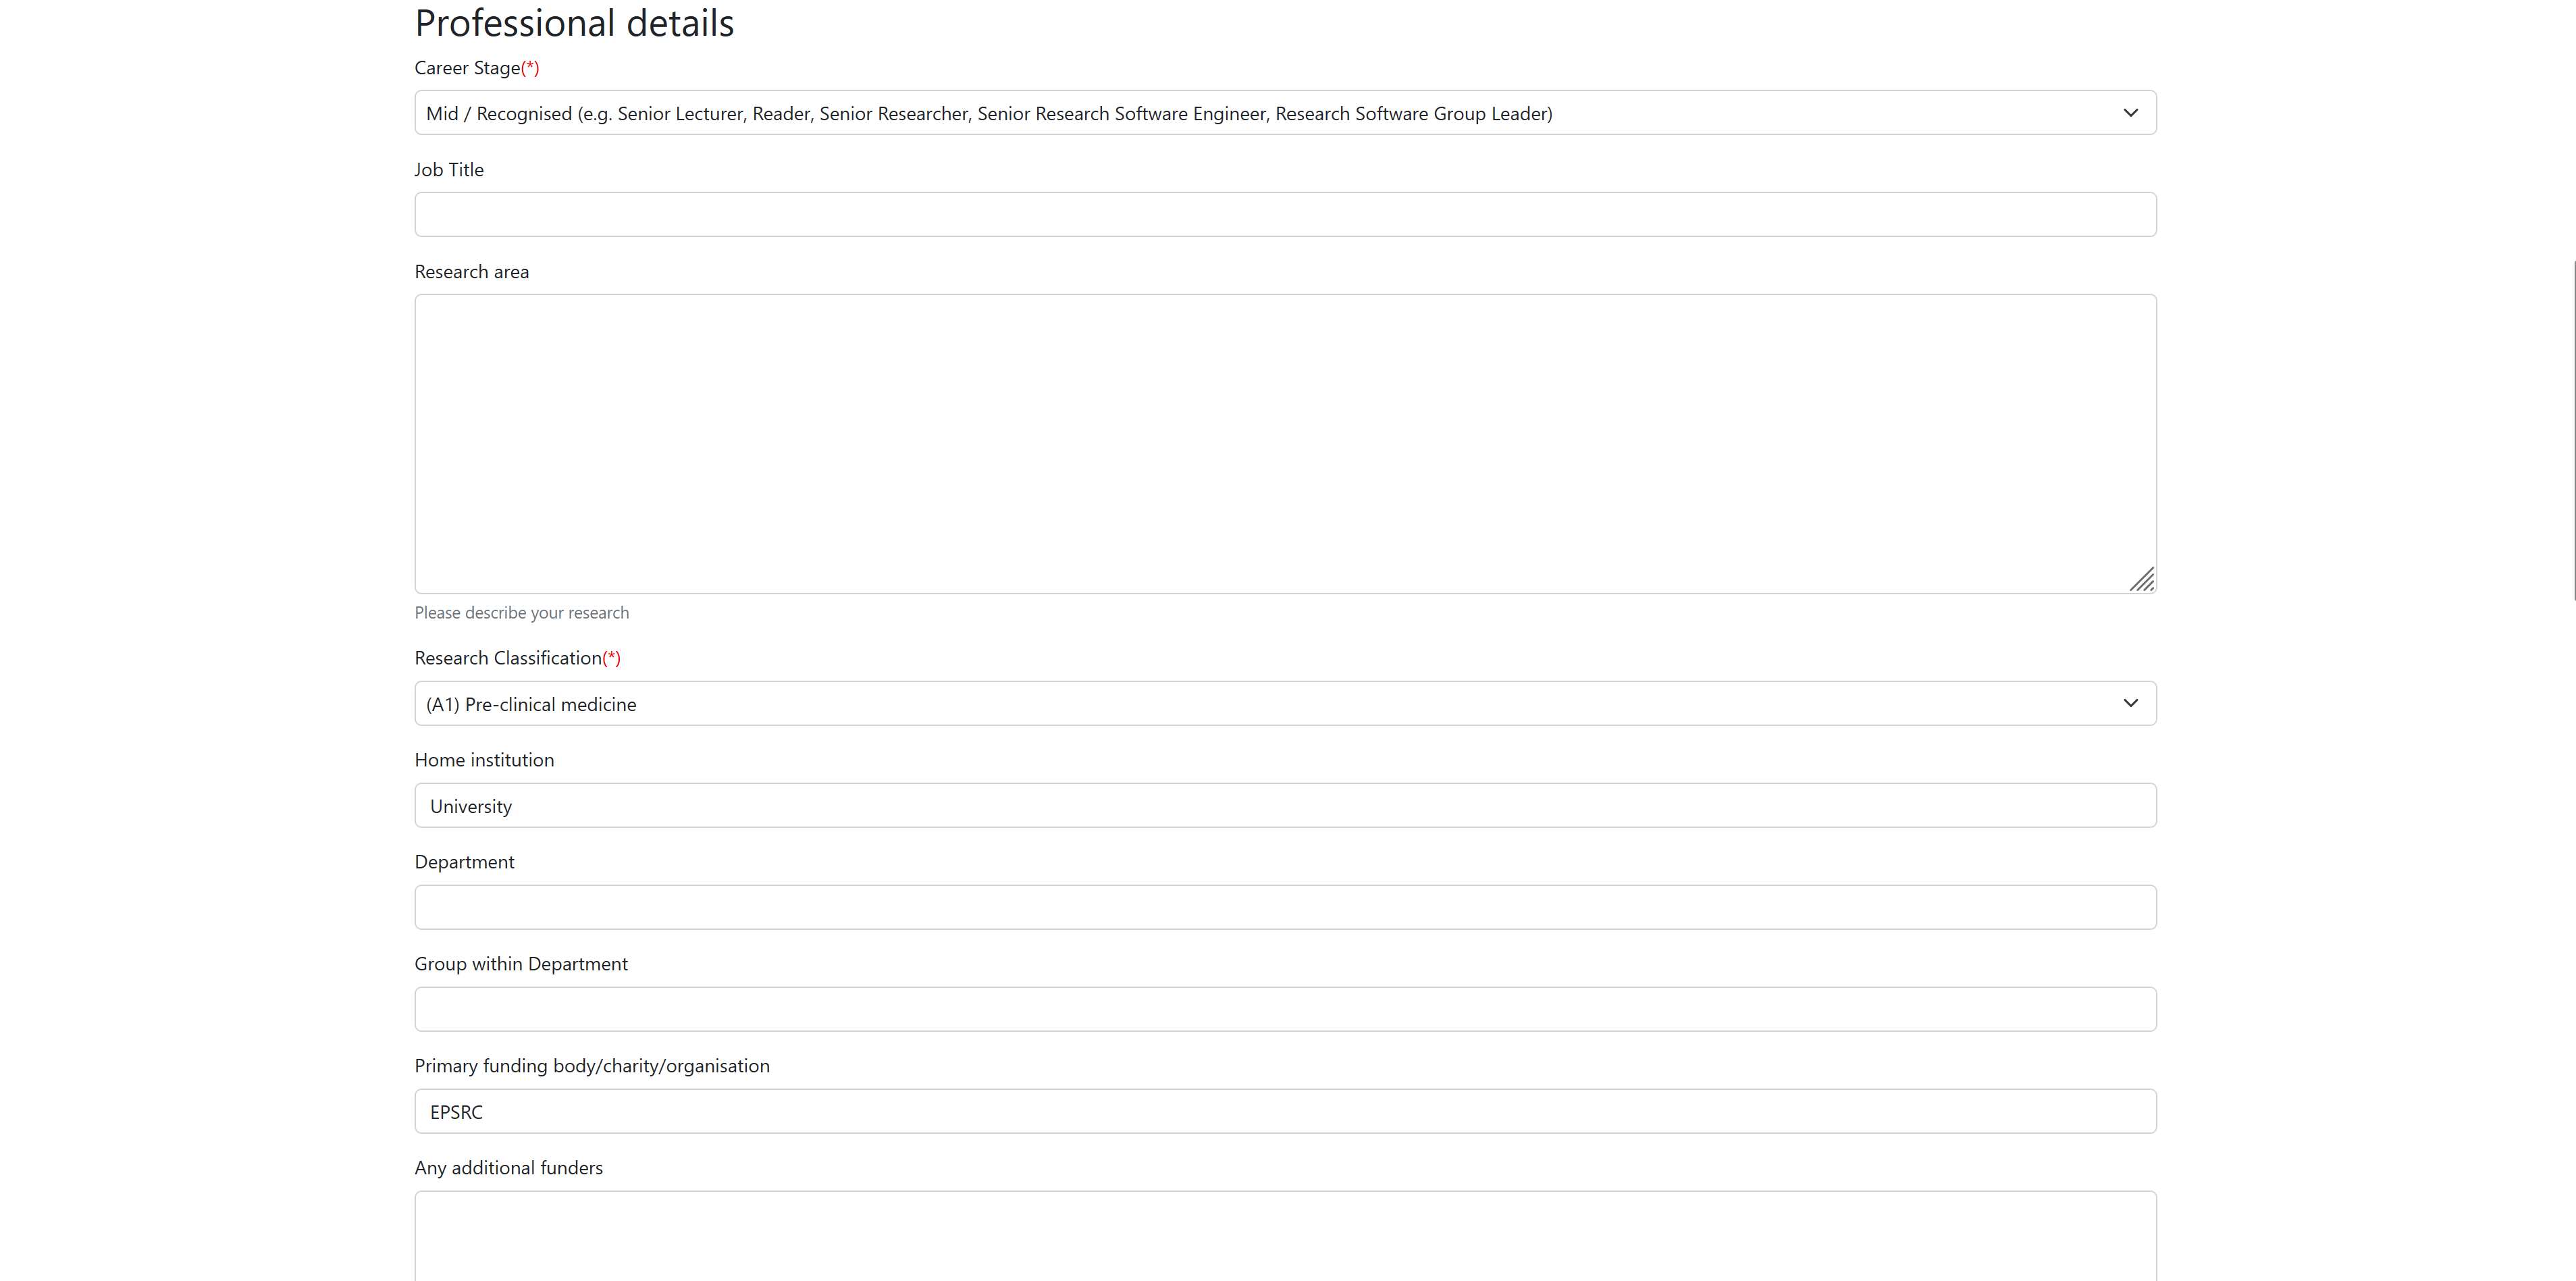 Professional details
Career Stage(*)
Mid / Recognised (e.g. Senior Lecturer, Reader, Senior Researcher, Senior Research Software Engineer, Research Software Group Leader)
Job Title
Research area
Please describe your research
Research Classification(*)
(A1) Pre-clinical medicine
Home institution
University
Department
Group within Department
Primary funding body/charity/organisation
EPSRC
Any additional funders